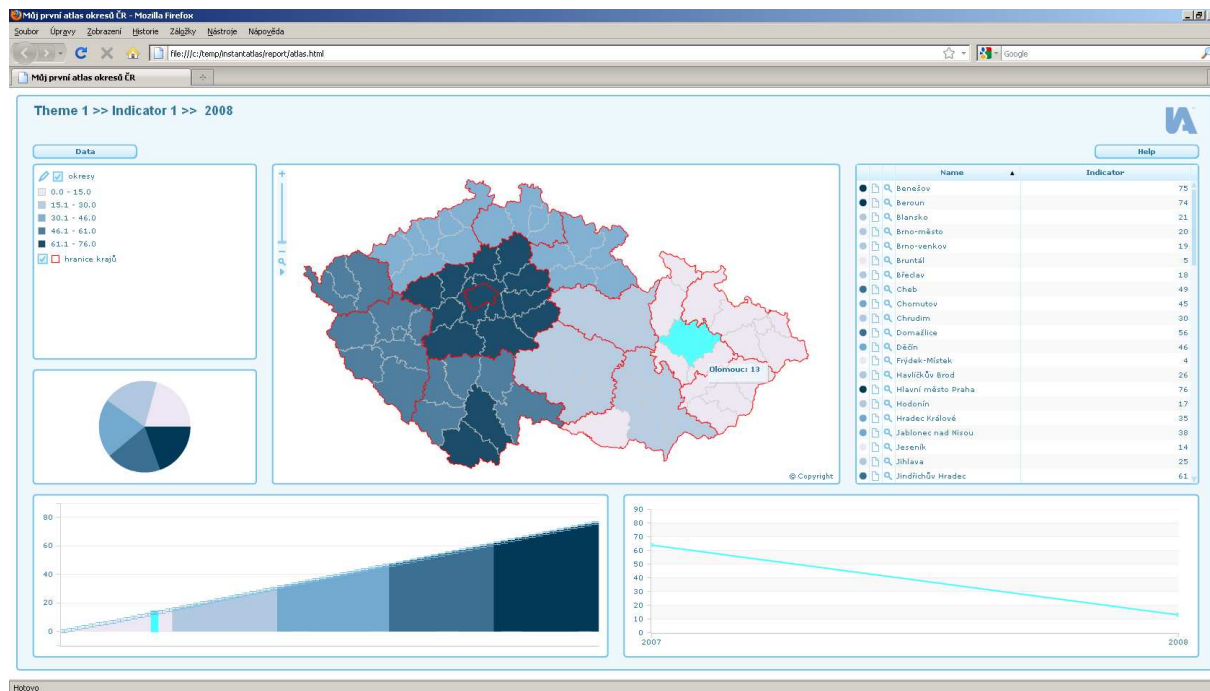 Můj první atlas okresů ČR - Mozilla Firefox
Soubor Úpravy Zobrazení Historie Záložky Nástroje Nápověda
file:///c:/temp/instantatlas/report/atlas.html
Google
Můj první atlas okresů ČR
Theme 1 >> Indicator 1 >> 2008
IA
Data
Help
okresy
0.0 - 15.0
15.1 - 30.0
30.1 - 46.0
46.1 - 61.0
61.1 - 76.0
hranice krajů
Olomouc: 13
© Copyright
Name Indicator
Benešov 75
Beroun 74
Blansko 21
Brno-město 20
Brno-venkov 19
Bruntál 5
Břeclav 18
Cheb 49
Chomutov 45
Chrudim 30
Domažlice 56
Děčín 46
Frýdek-Místek 4
Havlíčkův Brod 26
Hlavní město Praha 76
Hodonín 17
Hradec Králové 35
Jablonec nad Nisou 38
Jeseník 14
Jihlava 25
Jindřichův Hradec 61
80
60
40
20
0
90
80
70
60
50
40
30
20
10
0
2007 2008
Hotovo